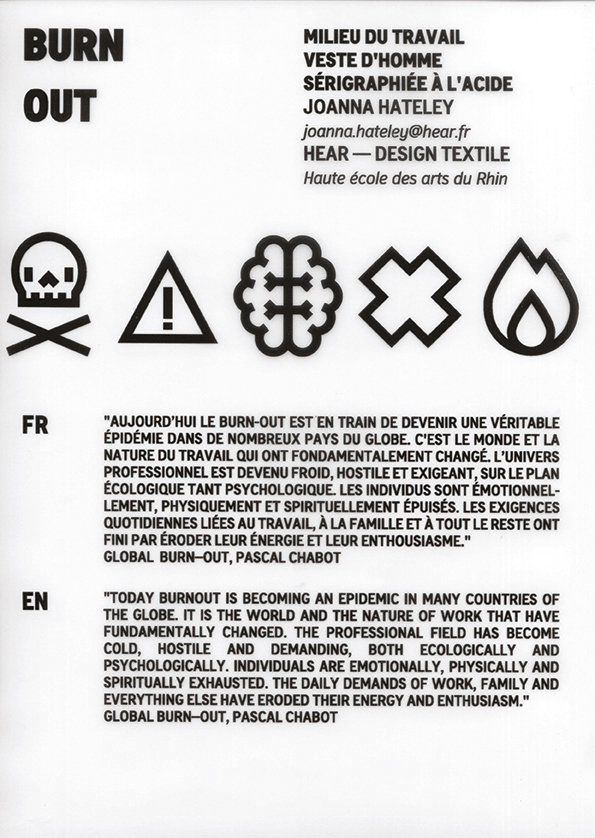 BURN
OUT
MILIEU DU TRAVAIL
VESTE D'HOMME
SÉRIGRAPHIÉE À L'ACIDE
JOANNA HATELEY
joanna.hateley@hear.fr
HEAR — DESIGN TEXTILE
Haute école des arts du Rhin
!
FR
"AUJOURD'HUI LE BURN-OUT EST EN TRAIN DE DEVENIR UNE VÉRITABLE
ÉPIDÉMIE DANS DE NOMBREUX PAYS DU GLOBE. C'EST LE MONDE ET LA
NATURE DU TRAVAIL QUI ONT FONDAMENTALEMENT CHANGÉ. L'UNIVERS
PROFESSIONNEL EST DEVENU FROID, HOSTILE ET EXIGEANT, SUR LE PLAN
ÉCOLOGIQUE TANT PSYCHOLOGIQUE. LES INDIVIDUS SONT ÉMOTIONNEL-
LEMENT, PHYSIQUEMENT ET SPIRITUELLEMENT ÉPUISÉS. LES EXIGENCES
QUOTIDIENNES LIÉES AU TRAVAIL, À LA FAMILLE ET À TOUT LE RESTE ONT
FINI PAR ÉRODER LEUR ÉNERGIE ET LEUR ENTHOUSIASME."
GLOBAL BURN—OUT, PASCAL CHABOT
EN
"TODAY BURNOUT IS BECOMING AN EPIDEMIC IN MANY COUNTRIES OF
THE GLOBE. IT IS THE WORLD AND THE NATURE OF WORK THAT HAVE
FUNDAMENTALLY CHANGED. THE PROFESSIONAL FIELD HAS BECOME
COLD, HOSTILE AND DEMANDING, BOTH ECOLOGICALLY AND
PSYCHOLOGICALLY. INDIVIDUALS ARE EMOTIONALLY, PHYSICALLY AND
SPIRITUALLY EXHAUSTED. THE DAILY DEMANDS OF WORK, FAMILY AND
EVERYTHING ELSE HAVE ERODED THEIR ENERGY AND ENTHUSIASM."
GLOBAL BURN—OUT, PASCAL CHABOT